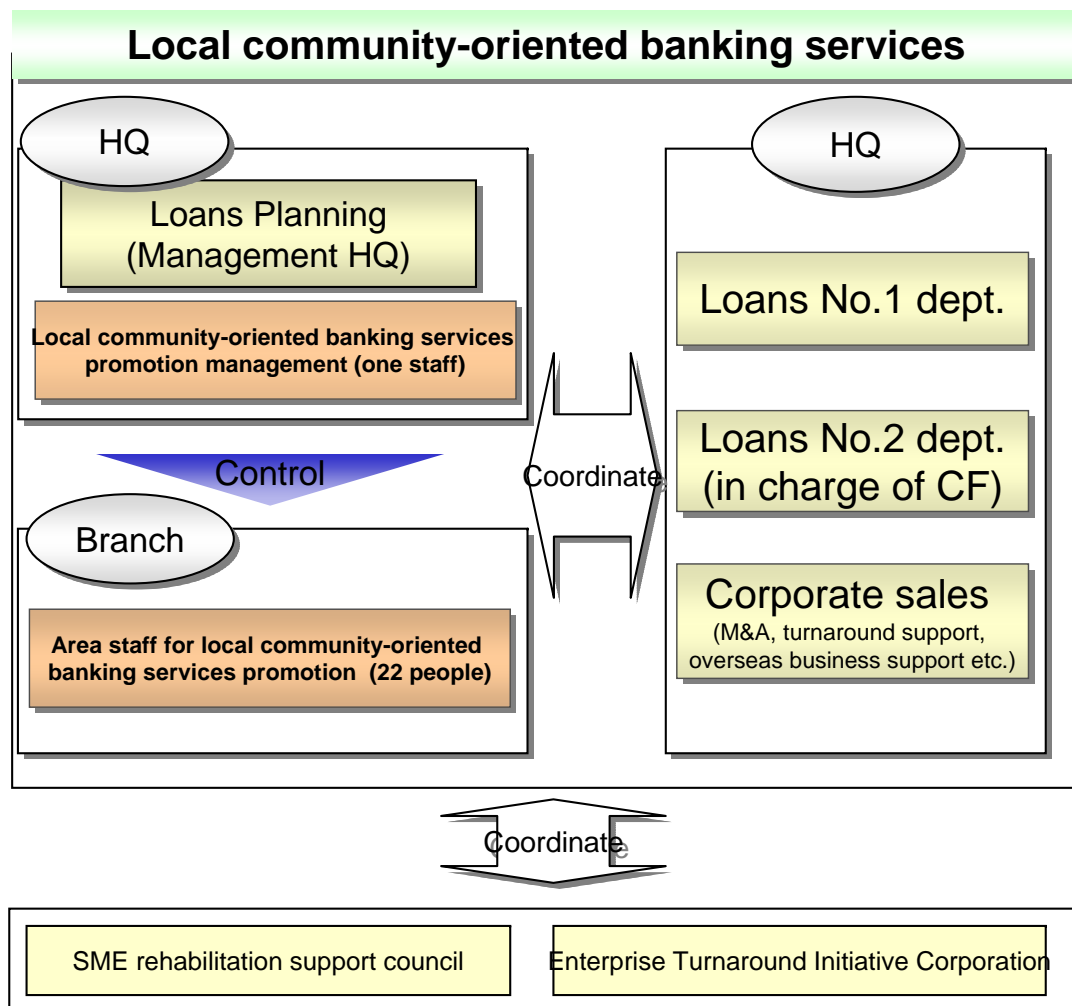 Local community-oriented banking services
HQ
Loans Planning
(Management HQ)
Local community-oriented banking services
promotion management (one staff)
Control
Branch
Area staff for local community-oriented
banking services promotion (22 people)
Coordinate
HQ
Loans No.1 dept.
Loans No.2 dept.
(in charge of CF)
Corporate sales
(M&A, turnaround support,
overseas business support etc.)
Coordinate
SME rehabilitation support council
Enterprise Turnaround Initiative Corporation